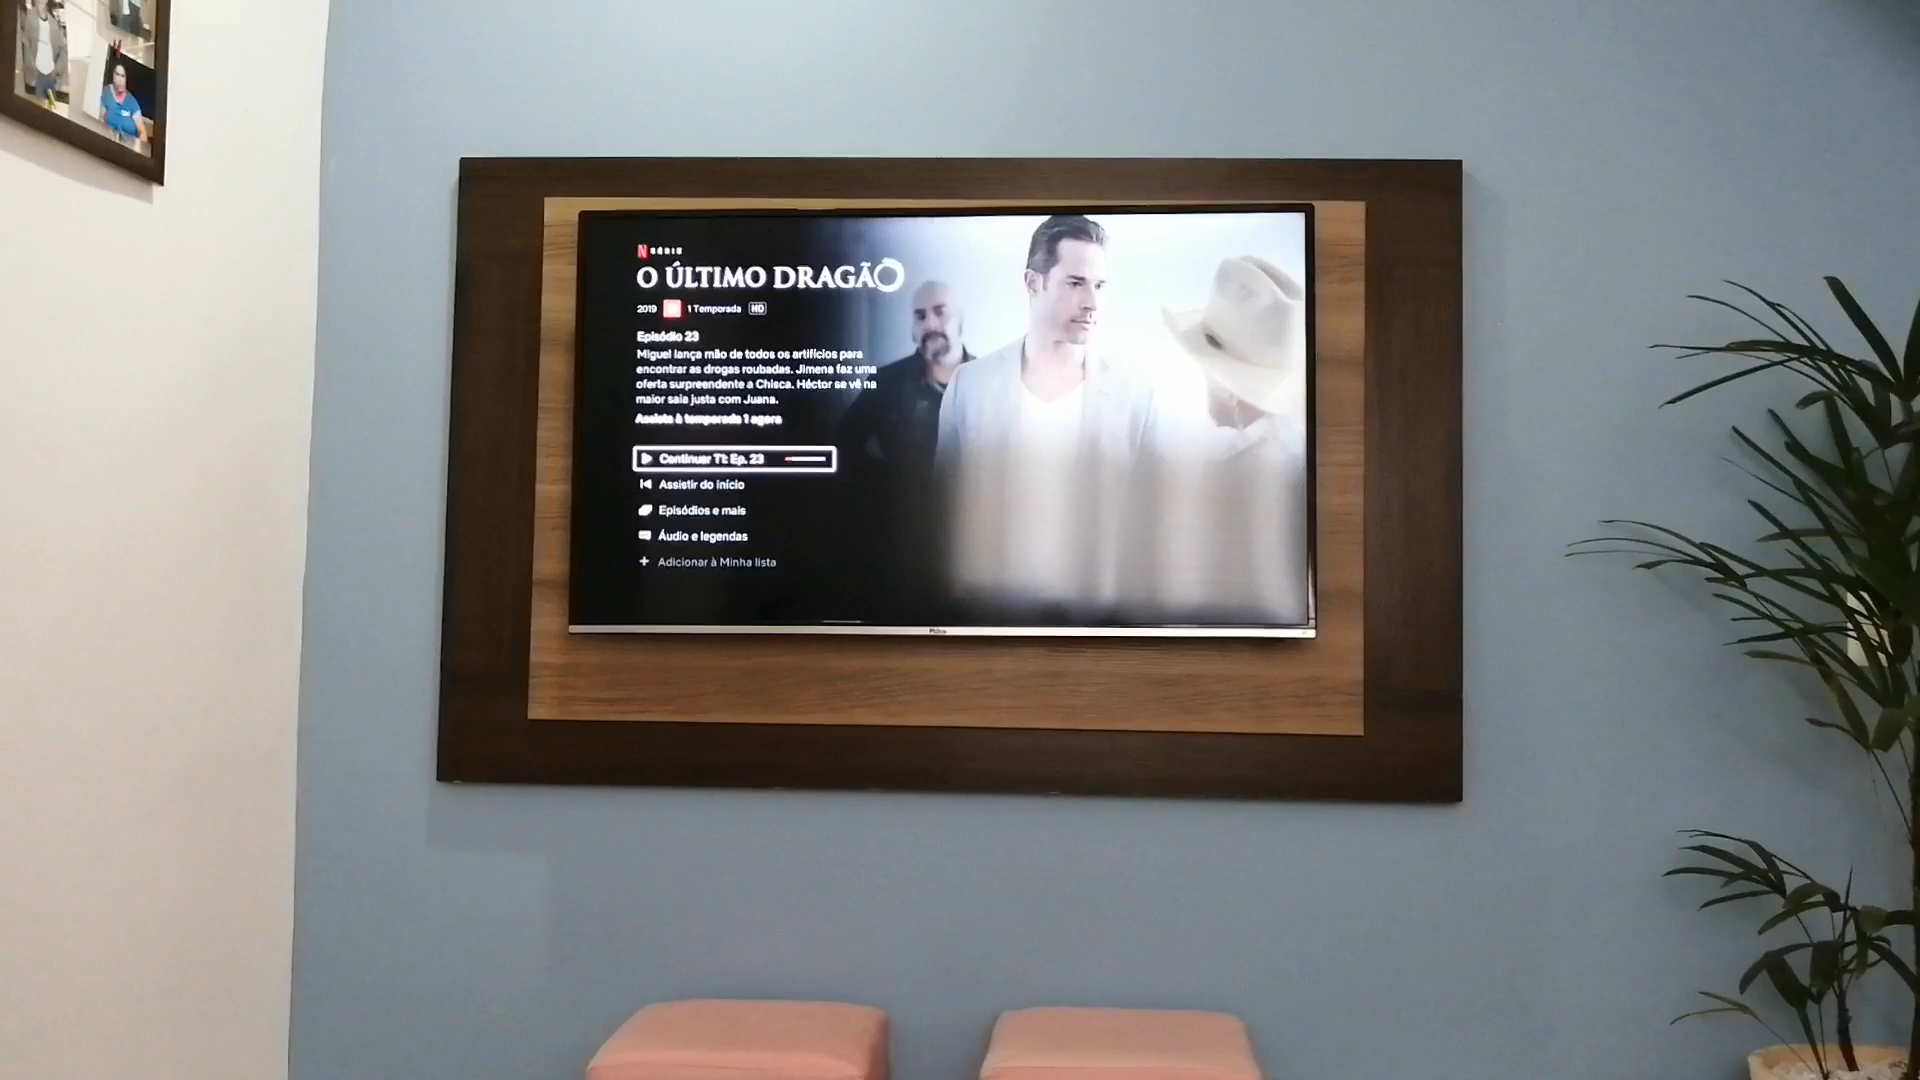 N SÉRIE
O ÚLTIMO DRAGÃO
2019 1 Temporada HD
Episódio 23
Miguel lança mão de todos os artifícios para
encontrar as drogas roubadas. Jimena faz uma
oferta surpreendente a Chisca. Héctor se vê na
maior saia justa com Juana.
Assista à temporada 1 agora
Continuar T1: Ep. 23
Assistir do início
Episódios e mais
Áudio e legendas
+ Adicionar à Minha lista
Philco